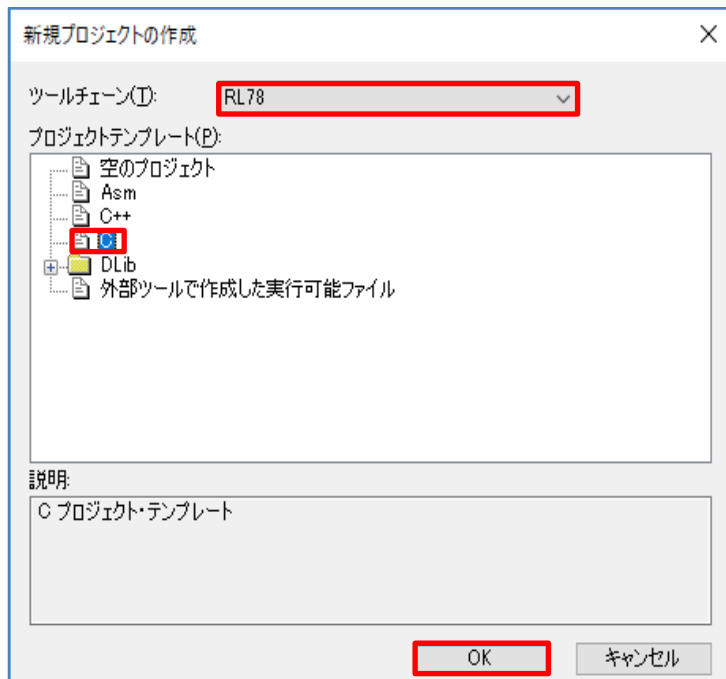 新規プロジェクトの作成
ツールチェーン(T): RL78
プロジェクトテンプレート(P):
空のプロジェクト
Asm
C++
C
DLib
外部ツールで作成した実行可能ファイル
説明:
C プロジェクト・テンプレート
OK キャンセル